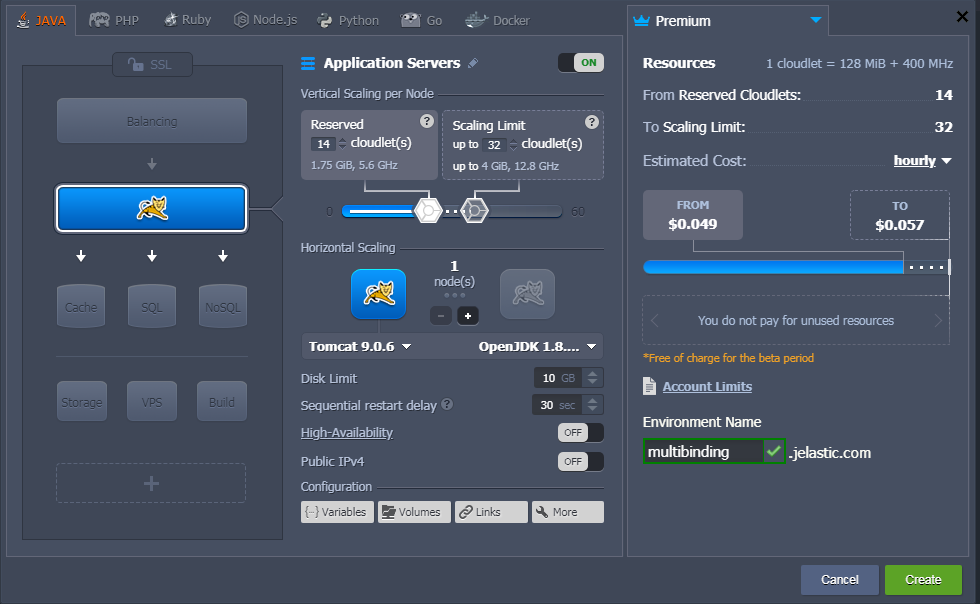 JAVA
PHP
Ruby
Node.js
Python
Go
Docker
SSL
Balancing
Cache
SQL
NoSQL
Storage
VPS
Build
Application Servers
ON
Vertical Scaling per Node
Reserved ?
14 cloudlet(s)
1.75 GiB, 5.6 GHz
Scaling Limit ?
up to 32 cloudlet(s)
up to 4 GiB, 12.8 GHz
0
60
Horizontal Scaling
1
node(s)
Tomcat 9.0.6
OpenJDK 1.8....
Disk Limit 10 GB
Sequential restart delay ? 30 sec
High-Availability OFF
Public IPv4 OFF
Configuration
Variables
Volumes
Links
More
Premium
Resources 1 cloudlet = 128 MiB + 400 MHz
From Reserved Cloudlets: 14
To Scaling Limit: 32
Estimated Cost: hourly
FROM
$0.049
TO
$0.057
You do not pay for unused resources
*Free of charge for the beta period
Account Limits
Environment Name
multibinding .jelastic.com
Cancel
Create